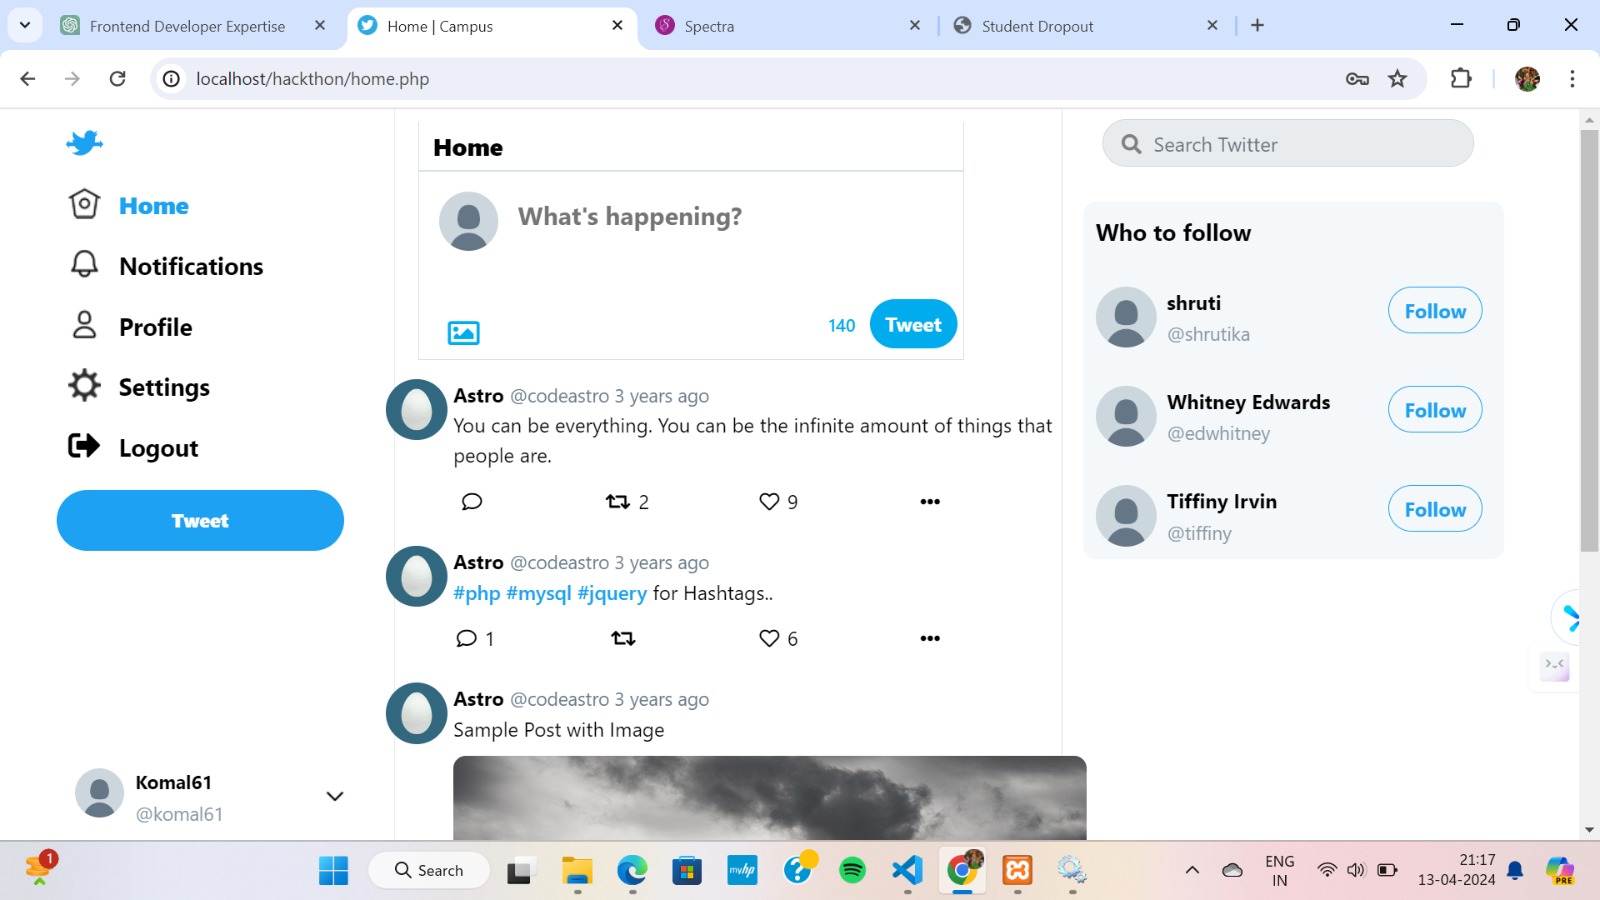 Frontend Developer Expertise
Home | Campus
Spectra
Student Dropout
localhost/hackthon/home.php
Home
Notifications
Profile
Settings
Logout
Tweet
Komal61
@komal61
Home
What's happening?
140
Tweet
Astro @codeastro 3 years ago
You can be everything. You can be the infinite amount of things that
people are.
2
9
Astro @codeastro 3 years ago
#php #mysql #jquery for Hashtags..
1
6
Astro @codeastro 3 years ago
Sample Post with Image
Search Twitter
Who to follow
shruti
@shrutika
Follow
Whitney Edwards
@edwhitney
Follow
Tiffiny Irvin
@tiffiny
Follow
1
Search
myhp
ENG
IN
21:17
13-04-2024
PRE